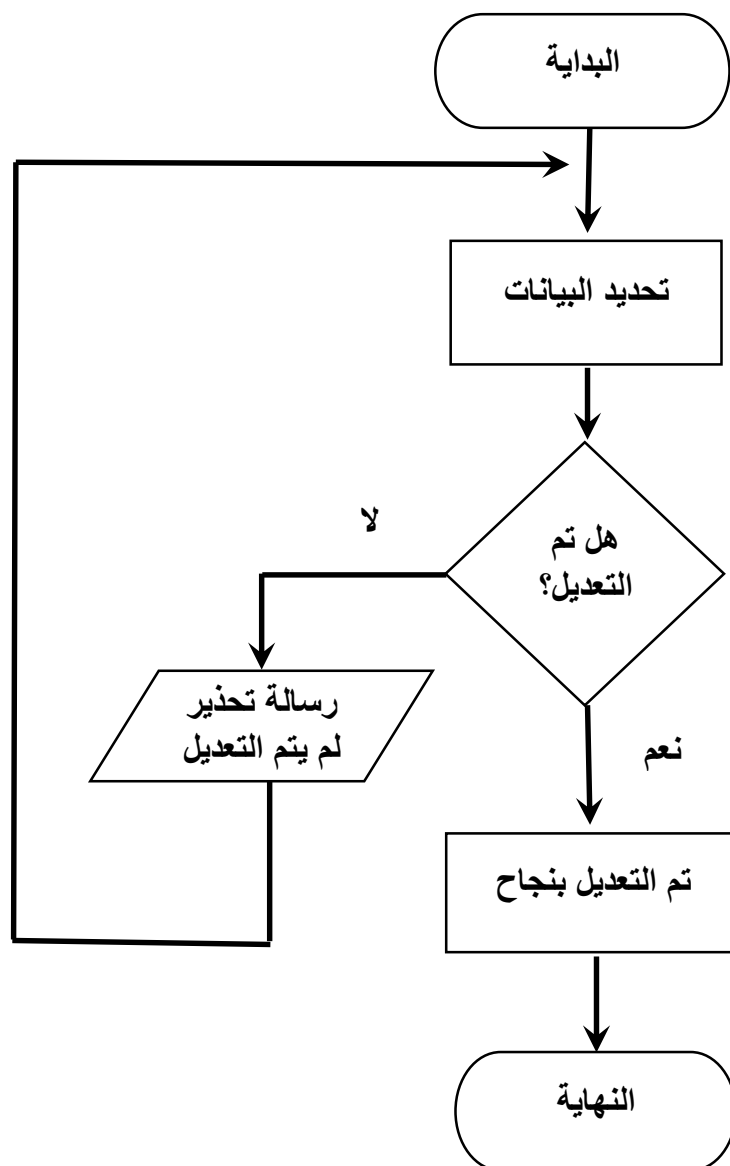 البداية
تحديد البيانات
هل تم
التعديل؟
لا
رسالة تحذير
لم يتم التعديل
نعم
تم التعديل بنجاح
النهاية